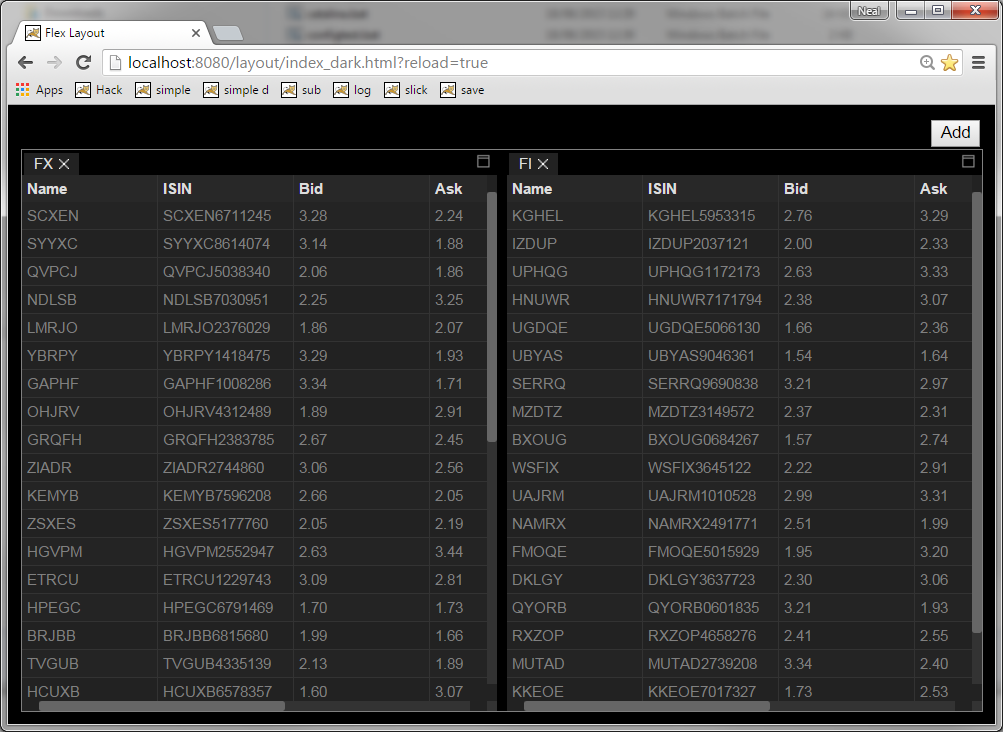 Neal
Flex Layout
localhost:8080/layout/index_dark.html?reload=true
Apps Hack simple simple d sub log slick save
Add
FX FI
Name ISIN Bid Ask Name ISIN Bid Ask
SCXEN SCXEN6711245 3.28 2.24 KGHEL KGHEL5953315 2.76 3.29
SYYXC SYYXC8614074 3.14 1.88 IZDUP IZDUP2037121 2.00 2.33
QVPCJ QVPCJ5038340 2.06 1.86 UPHQG UPHQG1172173 2.63 3.33
NDLSB NDLSB7030951 2.25 3.25 HNUWR HNUWR7171794 2.38 3.07
LMRJO LMRJO2376029 1.86 2.07 UGDQE UGDQE5066130 1.66 2.36
YBRPY YBRPY1418475 3.29 1.93 UBYAS UBYAS9046361 1.54 1.64
GAPHF GAPHF1008286 3.34 1.71 SERRQ SERRQ9690838 3.21 2.97
OHJRV OHJRV4312489 1.89 2.91 MZDTZ MZDTZ3149572 2.37 2.31
GRQFH GRQFH2383785 2.67 2.45 BXOUG BXOUG0684267 1.57 2.74
ZIADR ZIADR2744860 3.06 2.56 WSFIX WSFIX3645122 2.22 2.91
KEMYB KEMYB7596208 2.66 2.05 UAJRM UAJRM1010528 2.99 3.31
ZSXES ZSXES5177760 2.05 2.19 NAMRX NAMRX2491771 2.51 1.99
HGVPM HGVPM2552947 2.63 3.44 FMOQE FMOQE5015929 1.95 3.20
ETRCU ETRCU1229743 3.09 2.81 DKLGY DKLGY3637723 2.30 3.06
HPEGC HPEGC6791469 1.70 1.73 QYORB QYORB0601835 3.21 1.93
BRJBB BRJBB6815680 1.99 1.66 RXZOP RXZOP4658276 2.41 2.55
TVGUB TVGUB4335139 2.13 1.89 MUTAD MUTAD2739208 3.34 2.40
HCUXB HCUXB6578357 1.60 3.07 KKEOE KKEOE7017327 1.73 2.53